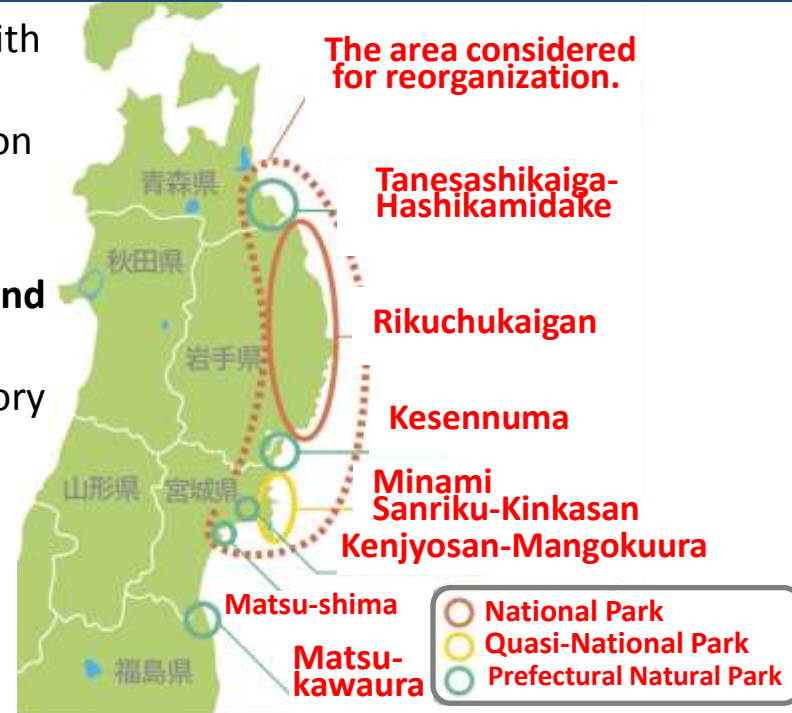 ith
on
nd
ory
The area considered
for reorganization.
青森県
Tanesashikaiga-
Hashikamidake
秋田県
Rikuchukaigan
岩手県
Kesennuma
山形県
宮城県
Minami
Sanriku-Kinkasan
Kenjyosan-Mangokuura
Matsu-shima
Matsu-
kawaura
福島県
National Park
Quasi-National Park
Prefectural Natural Park